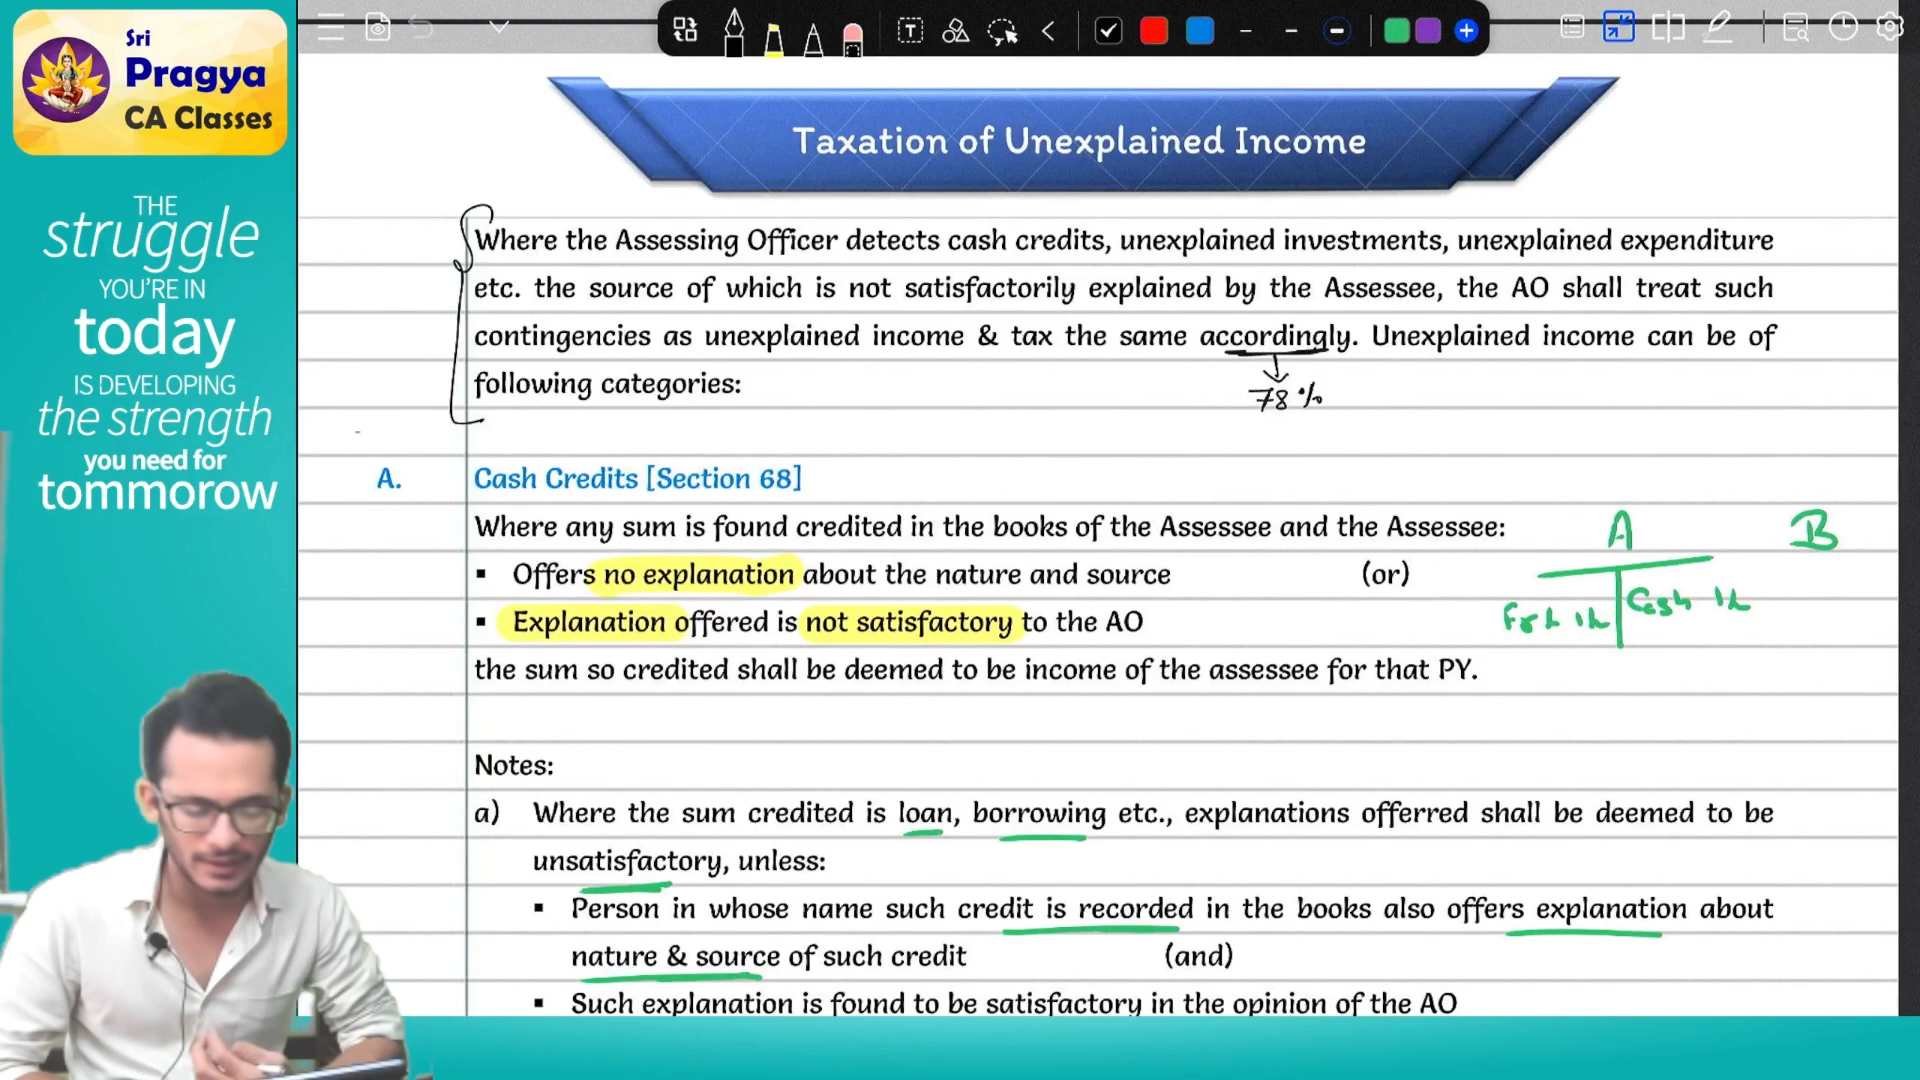 Sri
Pragya
CA Classes
THE
struggle
YOU'RE IN
today
IS DEVELOPING
the strength
you need for
tommorow
Taxation of Unexplained Income
Where the Assessing Officer detects cash credits, unexplained investments, unexplained expenditure
etc. the source of which is not satisfactorily explained by the Assessee, the AO shall treat such
contingencies as unexplained income & tax the same accordingly. Unexplained income can be of
following categories:
78%
A. Cash Credits [Section 68]
Where any sum is found credited in the books of the Assessee and the Assessee:
▪ Offers no explanation about the nature and source (or)
▪ Explanation offered is not satisfactory to the AO
the sum so credited shall be deemed to be income of the assessee for that PY.
A B
Cash 1L
Notes:
a) Where the sum credited is loan, borrowing etc., explanations offerred shall be deemed to be
unsatisfactory, unless:
▪ Person in whose name such credit is recorded in the books also offers explanation about
nature & source of such credit (and)
▪ Such explanation is found to be satisfactory in the opinion of the AO